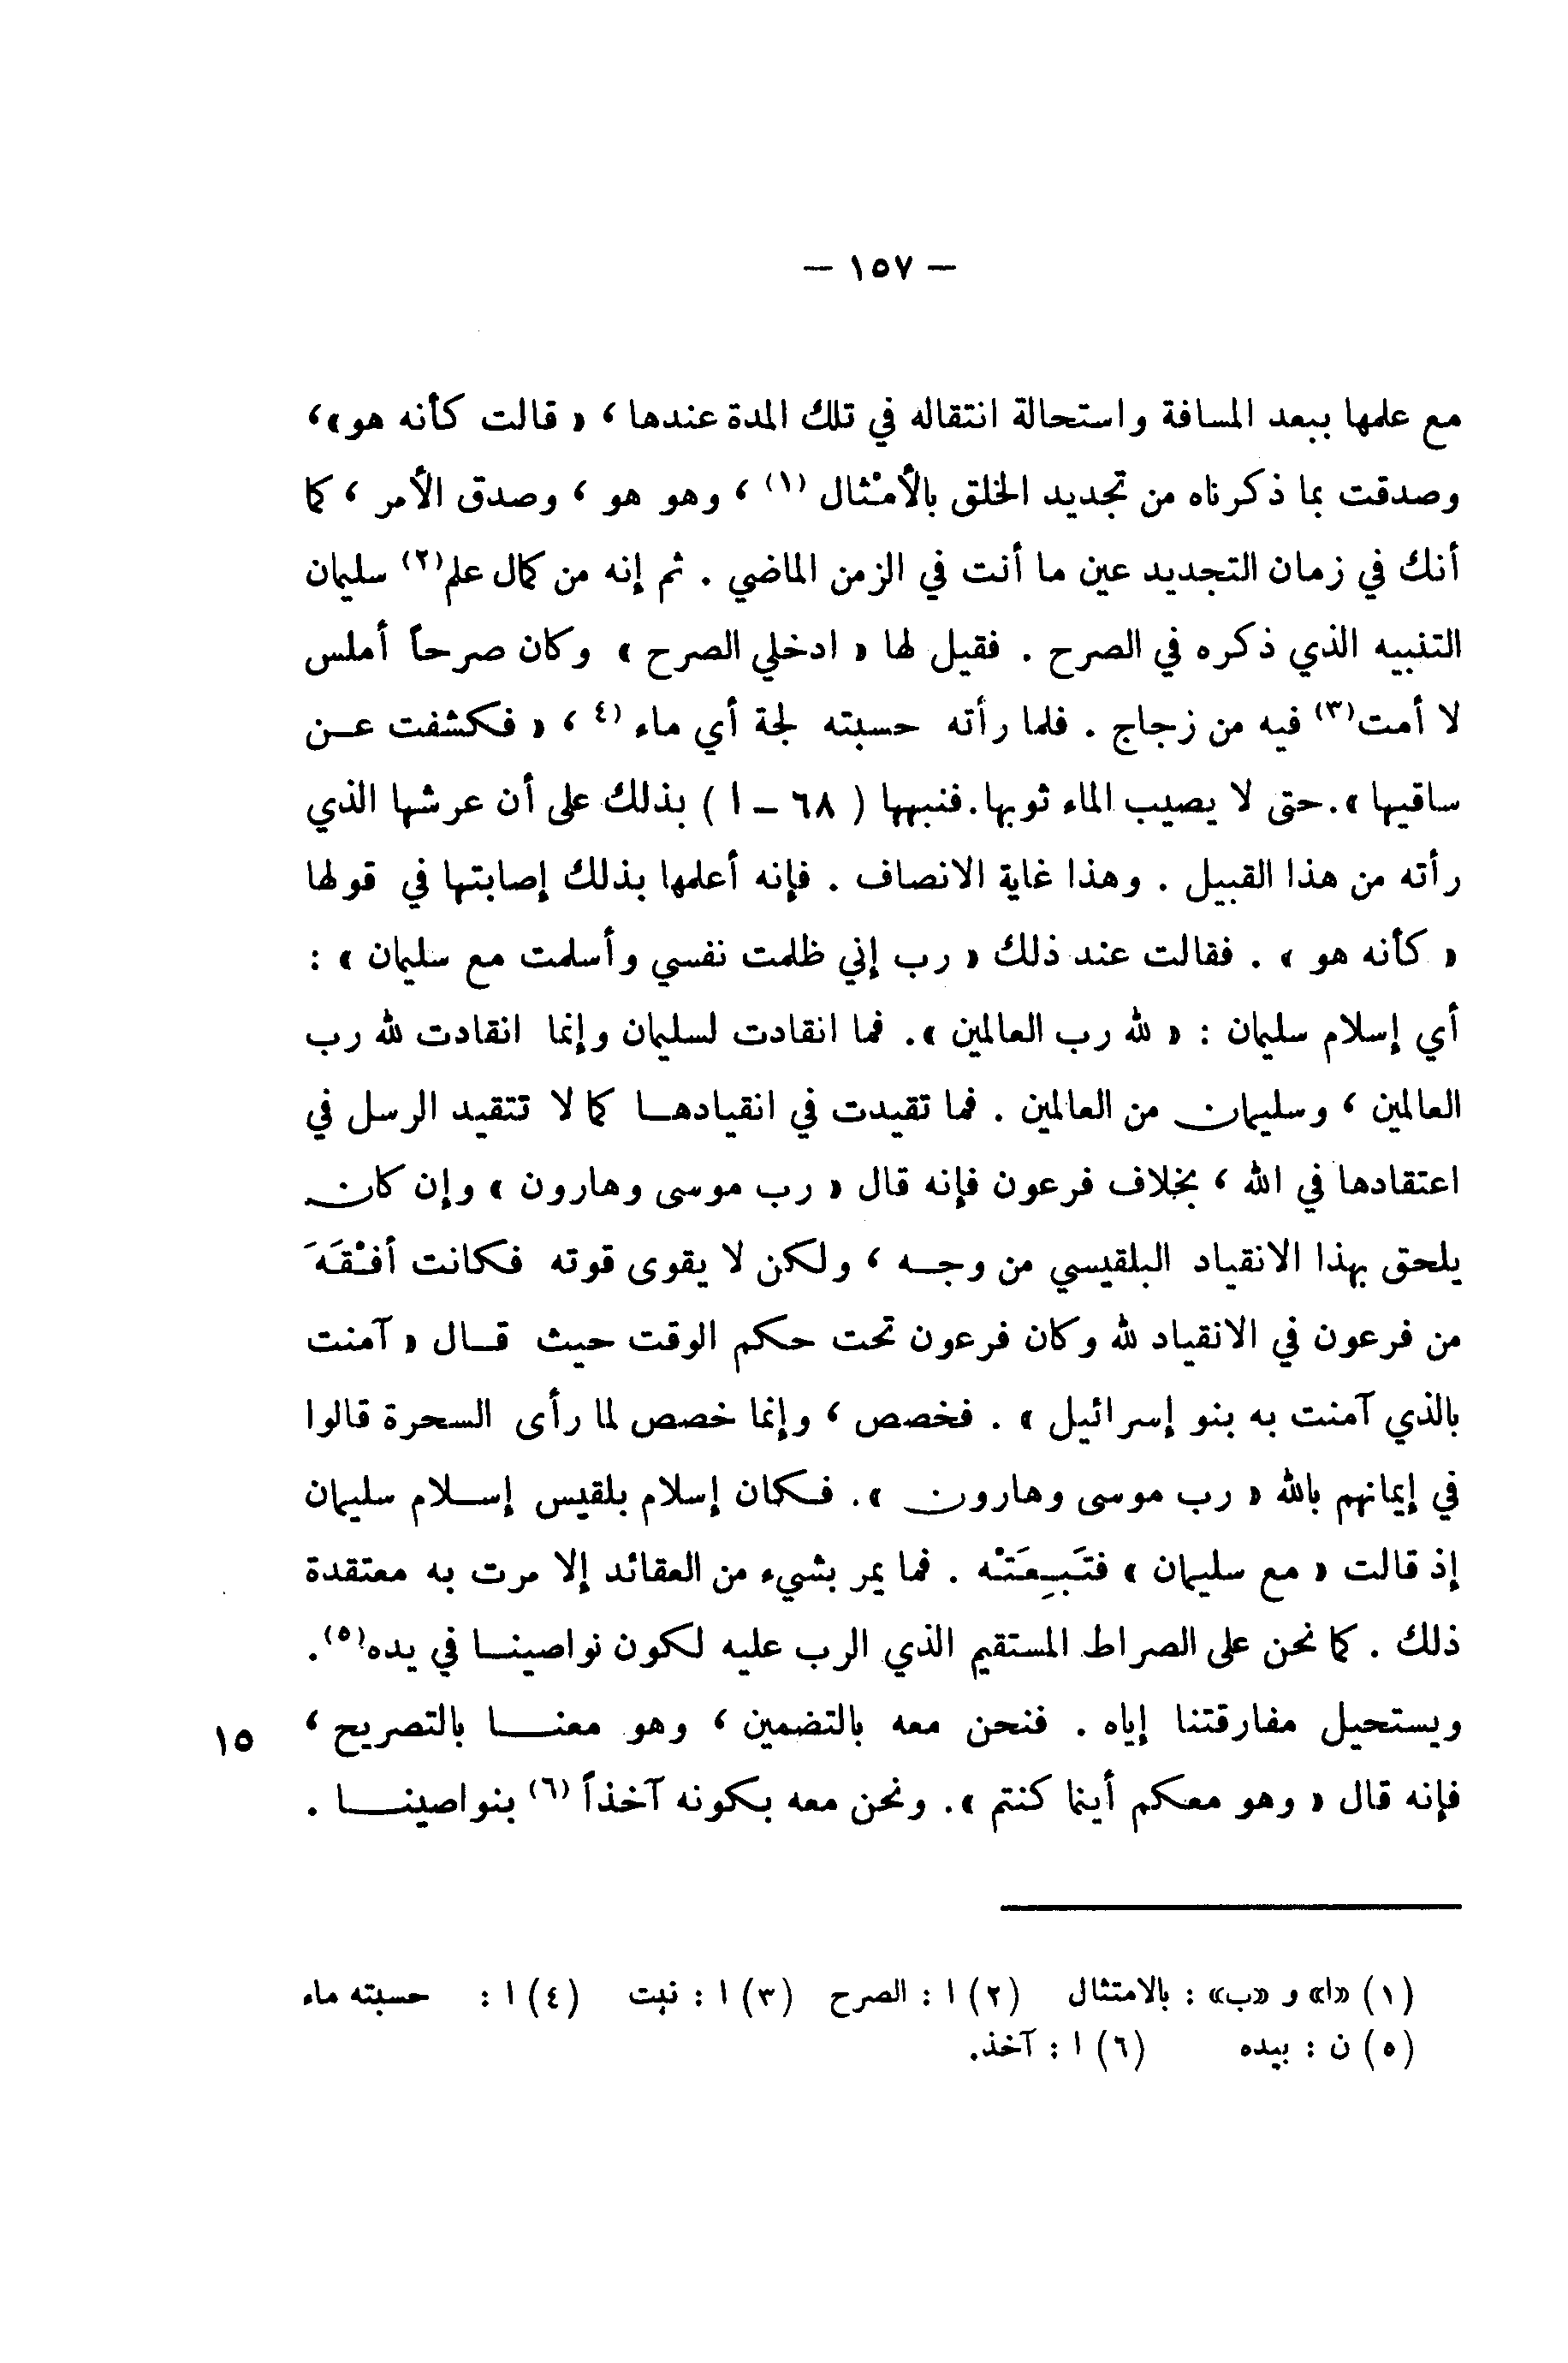 — ١٥٧ —
مع علمها ببعد المسافة واستحالة انتقاله في تلك المدة عندها ، « قالت كأنه هو»،
وصدقت بما ذكرناه من تجديد الخلق بالأمْثال (١) ، وهو هو ، وصدق الأمر ، كما
أنك في زمان التجديد عين ما أنت في الزمن الماضي . ثم إنه من كمال علم(٢) سليمان
التنبيه الذي ذكره في الصرح . فقيل لها « ادخلي الصرح » وكان صرحاً أملس
لا أمت(٣) فيه من زجاج . فلما رأته حسبته لجة أي ماء (٤ ، « فكشفت عـن
ساقيها ».حتى لا يصيب الماء ثوبها.فنبهها ( ٦٨ – ا ) بذلك على أن عرشها الذي
رأته من هذا القبيل . وهذا غاية الانصاف . فإنه أعلمها بذلك إصابتها في قولها
« كأنه هو » . فقالت عند ذلك « رب إني ظلمت نفسي وأسلمت مع سليمان » :
أي إسلام سليمان : « لله رب العالمين ». فما انقادت لسليمان وإنما انقادت لله رب
العالمين ، وسليمان من العالمين . فما تقيدت في انقيادهـا كما لا تتقيد الرسل في
اعتقادها في الله ، بخلاف فرعون فإنه قال « رب موسى وهارون » وإن كان
يلحق بهذا الانقياد البلقيسي من وجـه ، ولكن لا يقوى قوته فكانت أفْقَهَ
من فرعون في الانقياد لله وكان فرعون تحت حكم الوقت حيث قـال « آمنت
بالذي آمنت به بنو إسرائيل » . فخصص ، وإنما خصص لما رأى السحرة قالوا
في إيمانهم بالله « رب موسى وهارون ». فكان إسلام بلقيس إسـلام سليمان
إذ قالت « مع سليمان » فتَبِعَتْه . فما يمر بشيء من العقائد إلا مرت به معتقدة
ذلك . كما نحن على الصراط المستقيم الذي الرب عليه لكون نواصينـا في يده(٥).
ويستحيل مفارقتنا إياه . فنحن معه بالتضمين ، وهو معنـا بالتصريح ، ١٥
فإنه قال « وهو معكم أينما كنتم ». ونحن معه بكونه آخذاً (٦) بنواصينـا .
(١) «ا» و «ب» : بالامتثال (٢) ا : الصرح (٣) ا : نبت (٤) ا : حسبته ماء
(٥) ن : بيده (٦) ا : آخذ.